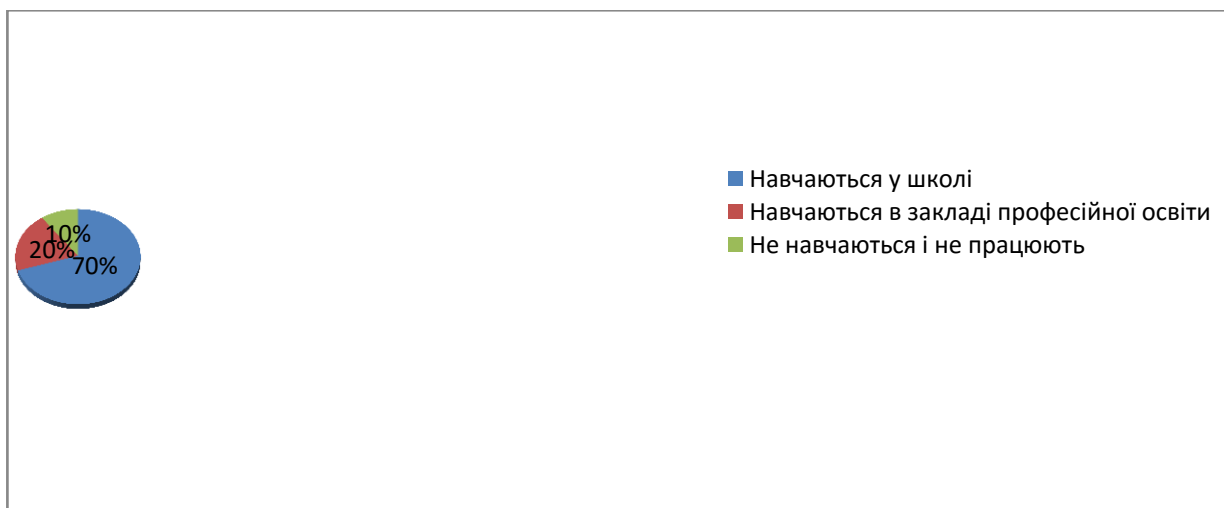 10%
20%
70%
Навчаються у школі
Навчаються в закладі професійної освіти
Не навчаються і не працюють